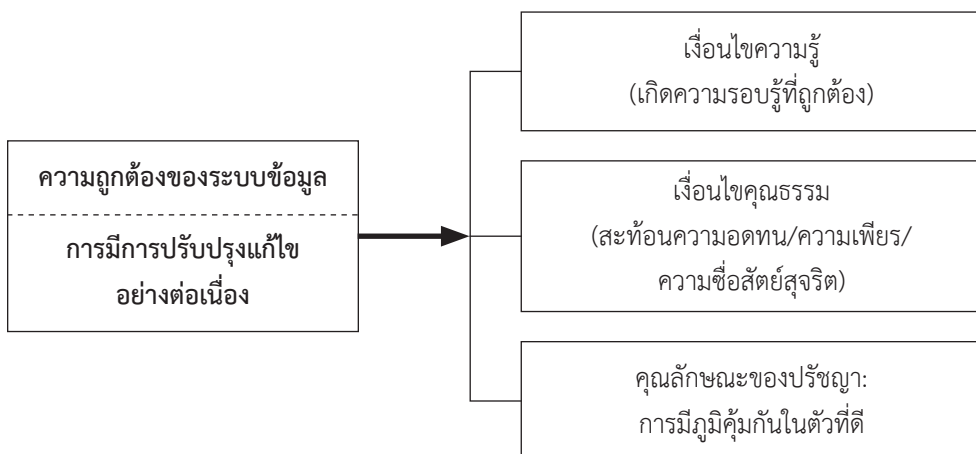 ความถูกต้องของระบบข้อมูล
การมีการปรับปรุงแก้ไข
อย่างต่อเนื่อง
เงื่อนไขความรู้
(เกิดความรอบรู้ที่ถูกต้อง)
เงื่อนไขคุณธรรม
(สะท้อนความอดทน/ความเพียร/
ความซื่อสัตย์สุจริต)
คุณลักษณะของปรัชญา:
การมีภูมิคุ้มกันในตัวที่ดี